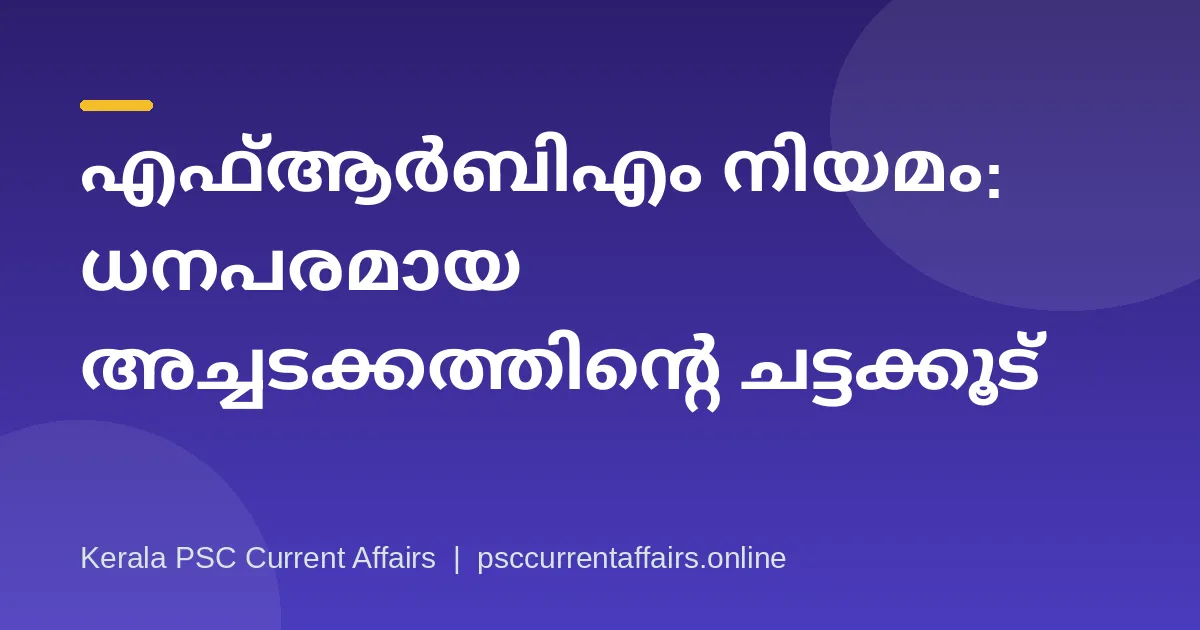 എഫ്ആർബിഎം നിയമം:
ധനപരമായ
അച്ചടക്കത്തിന്റെ ചട്ടക്കൂട്
Kerala PSC Current Affairs | psccurrentaffairs.online